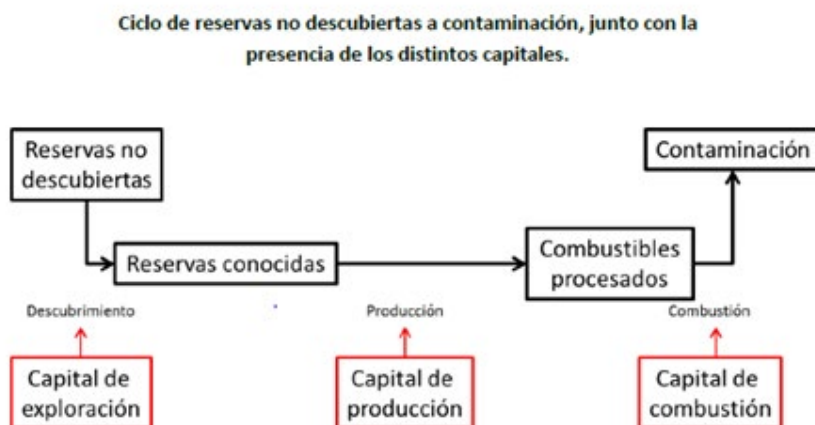 Ciclo de reservas no descubiertas a contaminación, junto con la
presencia de los distintos capitales.
Reservas no
descubiertas
Contaminación
Reservas conocidas
Combustibles
procesados
Descubrimiento
Producción
Combustión
Capital de
exploración
Capital de
producción
Capital de
combustión